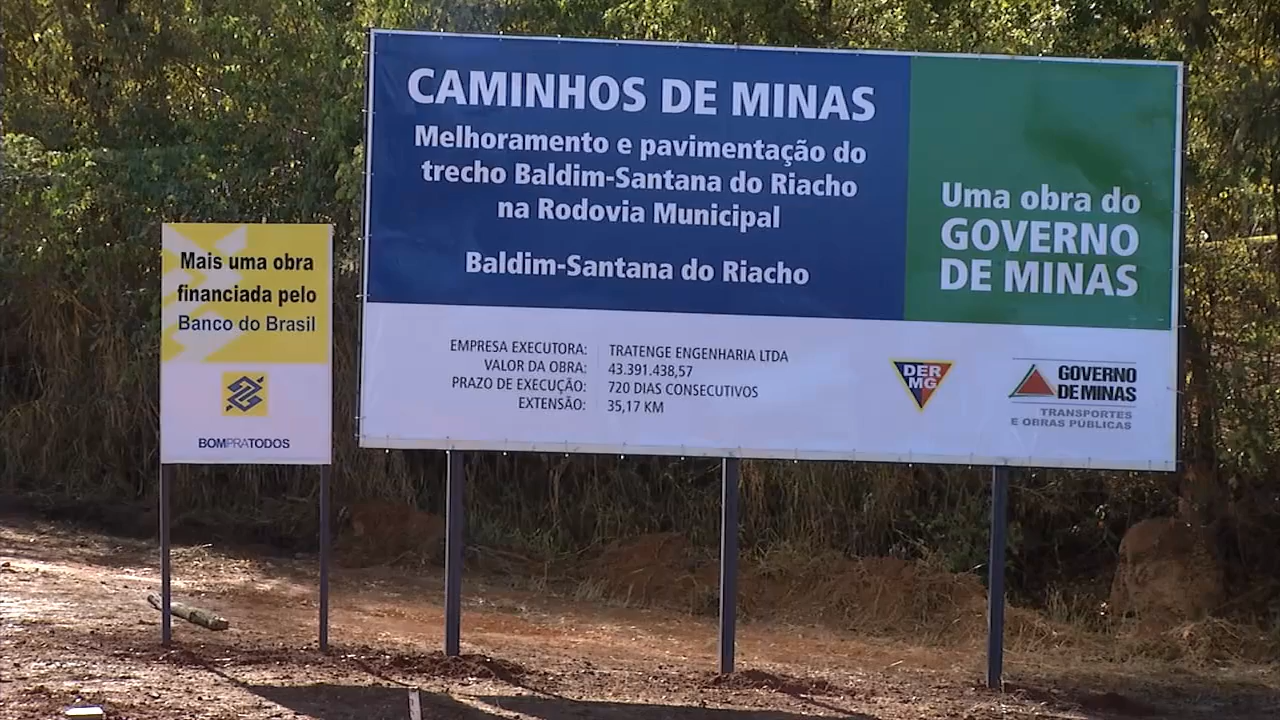 Mais uma obra
financiada pelo
Banco do Brasil
BOMPRATODOS
CAMINHOS DE MINAS
Melhoramento e pavimentação do
trecho Baldim-Santana do Riacho
na Rodovia Municipal
Baldim-Santana do Riacho
Uma obra do
GOVERNO
DE MINAS
EMPRESA EXECUTORA: TRATENGE ENGENHARIA LTDA
VALOR DA OBRA: 43.391.438,57
PRAZO DE EXECUÇÃO: 720 DIAS CONSECUTIVOS
EXTENSÃO: 35,17 KM
DER
MG
GOVERNO
DE MINAS
TRANSPORTES
E OBRAS PÚBLICAS